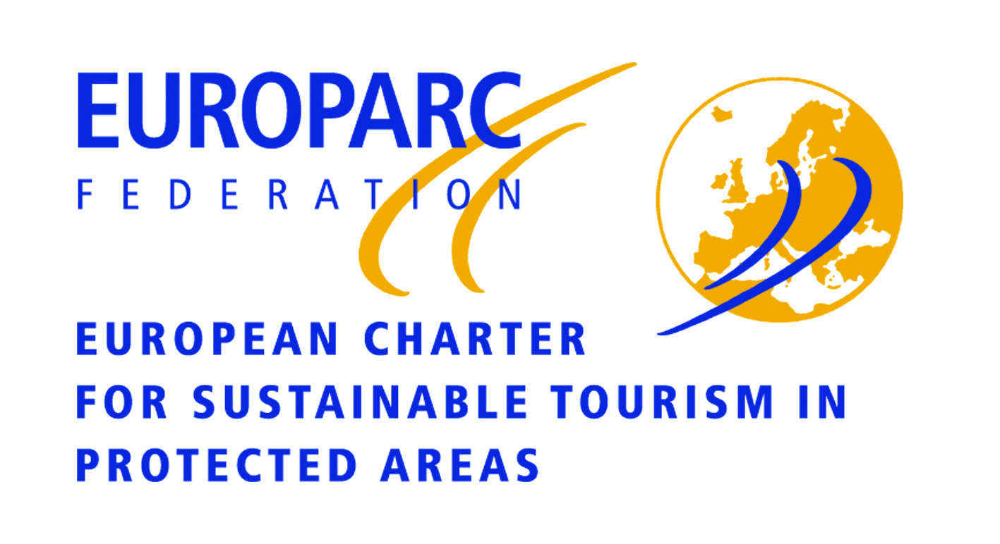 EUROPARC
FEDERATION
EUROPEAN CHARTER
FOR SUSTAINABLE TOURISM IN
PROTECTED AREAS